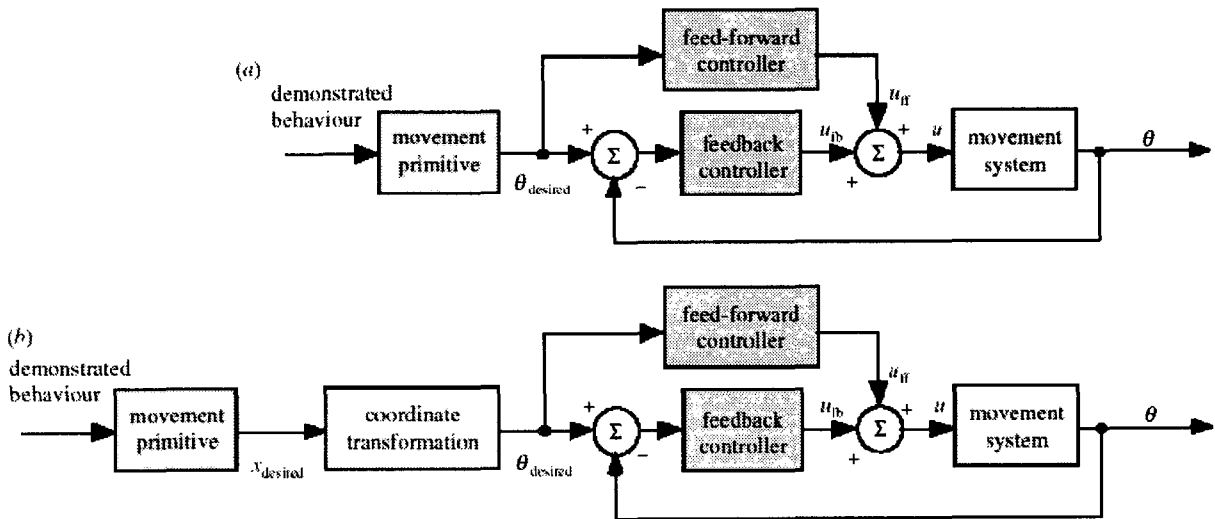 (a)
demonstrated
behaviour
movement
primitive
θdesired
+
Σ
−
feed-forward
controller
feedback
controller
uff
ufb
+
Σ
+
u
movement
system
θ
(b)
demonstrated
behaviour
movement
primitive
xdesired
coordinate
transformation
θdesired
+
Σ
−
feed-forward
controller
feedback
controller
uff
ufb
+
Σ
+
u
movement
system
θ